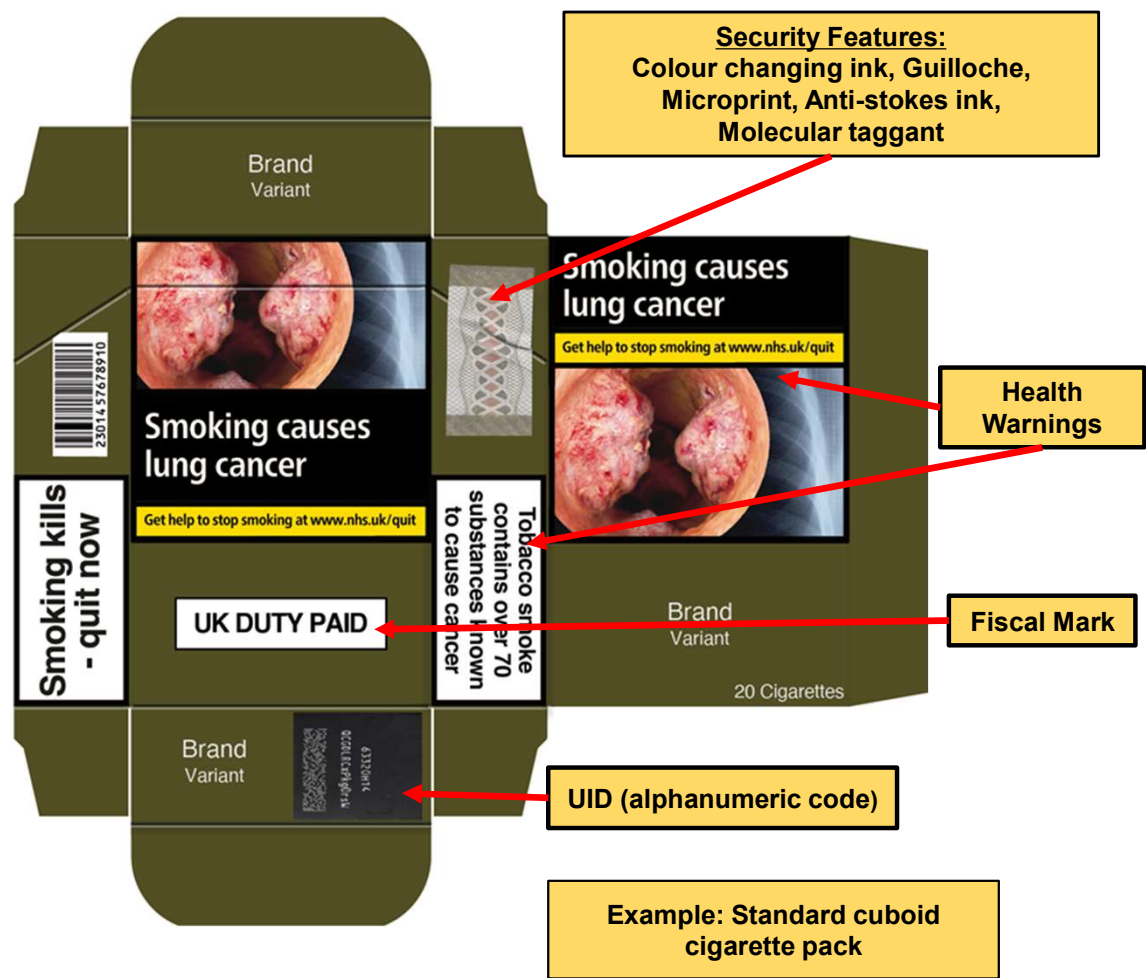 Security Features:
Colour changing ink, Guilloche,
Microprint, Anti-stokes ink,
Molecular taggant
Brand
Variant
Smoking causes
lung cancer
Get help to stop smoking at www.nhs.uk/quit
2301457678910
Smoking causes
lung cancer
Get help to stop smoking at www.nhs.uk/quit
Health
Warnings
Smoking kills
- quit now
Tobacco smoke
contains over 70
substances known
to cause cancer
UK DUTY PAID
Fiscal Mark
Brand
Variant
20 Cigarettes
Brand
Variant
UID (alphanumeric code)
Example: Standard cuboid
cigarette pack